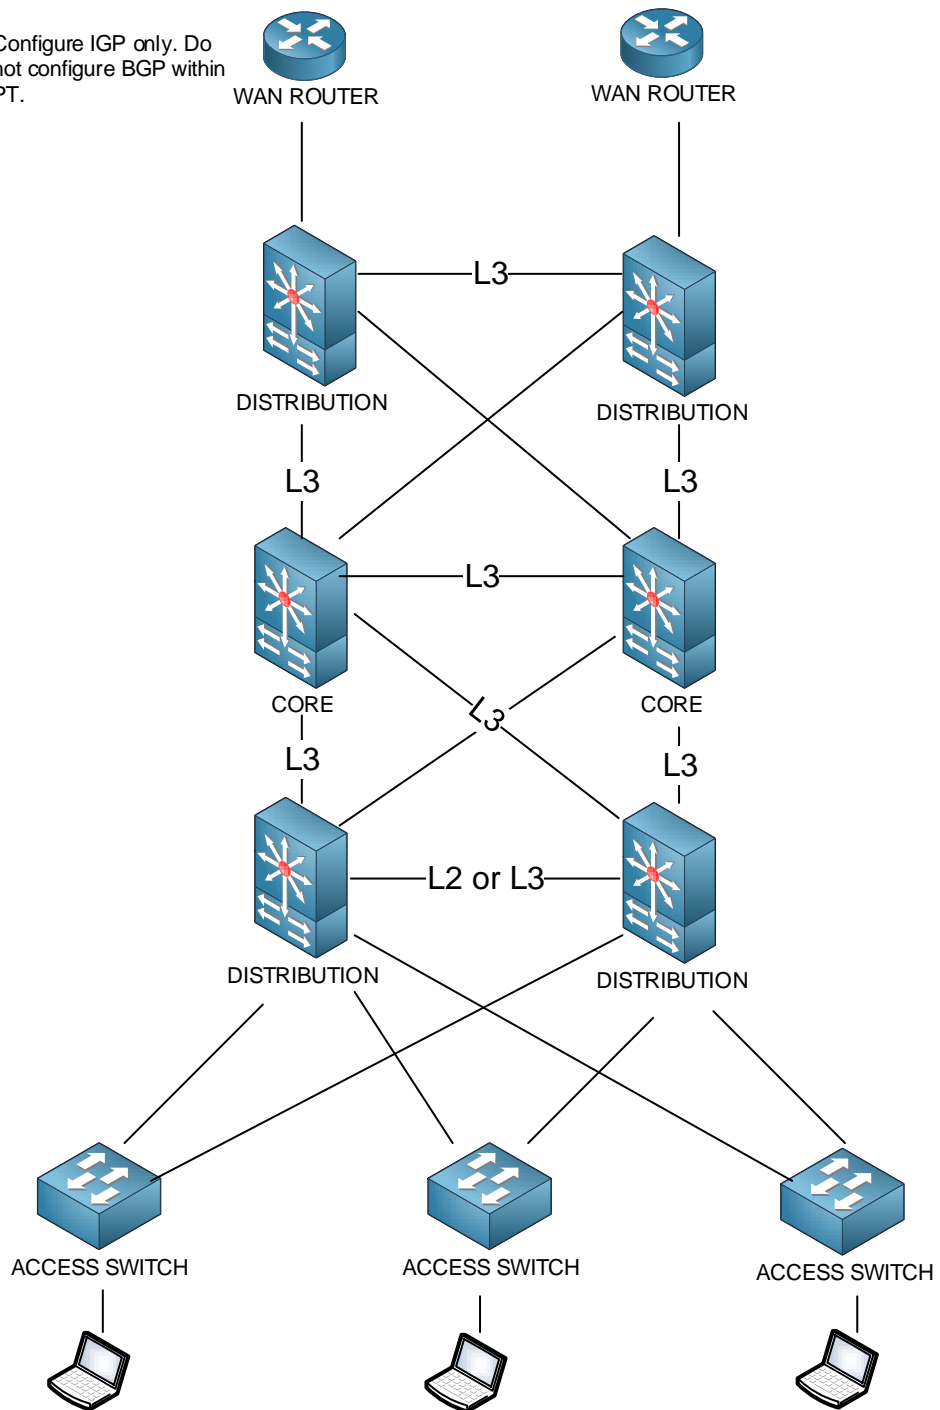 Configure IGP only. Do
not configure BGP within
PT.
WAN ROUTER
WAN ROUTER
L3
DISTRIBUTION
DISTRIBUTION
L3
L3
L3
CORE
CORE
L3
L3
L3
L2 or L3
DISTRIBUTION
DISTRIBUTION
ACCESS SWITCH
ACCESS SWITCH
ACCESS SWITCH